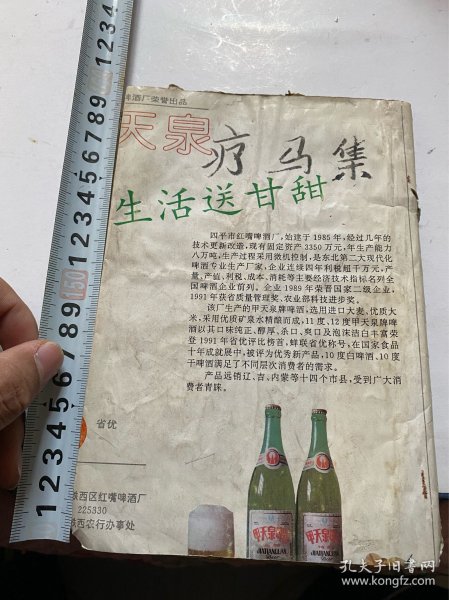 啤酒厂荣誉出品
天泉
疗马集
生活送甘甜
四平市红嘴啤酒厂,始建于1985年,经过几年的
技术更新改造,现有固定资产3350万元,年生产能力
八万吨,生产过程采用微机控制,是东北第二大现代化
啤酒专业生产厂家,企业连续四年利税超千万元,产
量、产值、利税、成本、消耗等主要经济技术指标名列全
国啤酒企业前列。企业1989年荣晋国家二级企业,
1991年获省质量管理奖、农业部科技进步奖。
该厂生产的甲天泉牌啤酒,选用进口大麦、优质大
米,采用优质矿泉水精酿而成,11度、12度甲天泉牌啤
酒以其口味纯正、醇厚、杀口、爽口及泡沫洁白丰富荣
登1991年省优评比榜首,蝉联省优称号,在国家食品
十年成就展中,被评为优秀新产品,10度白啤酒、10度
干啤酒满足了不同层次消费者的需求。
产品远销辽、吉、内蒙等十四个市县,受到广大消
费者青睐。
省优
铁西区红嘴啤酒厂
225330
铁西农行办事处
甲天泉啤酒
甲天泉啤酒
JIATIANQUAN
孔夫子旧书网
www.kongfz.com